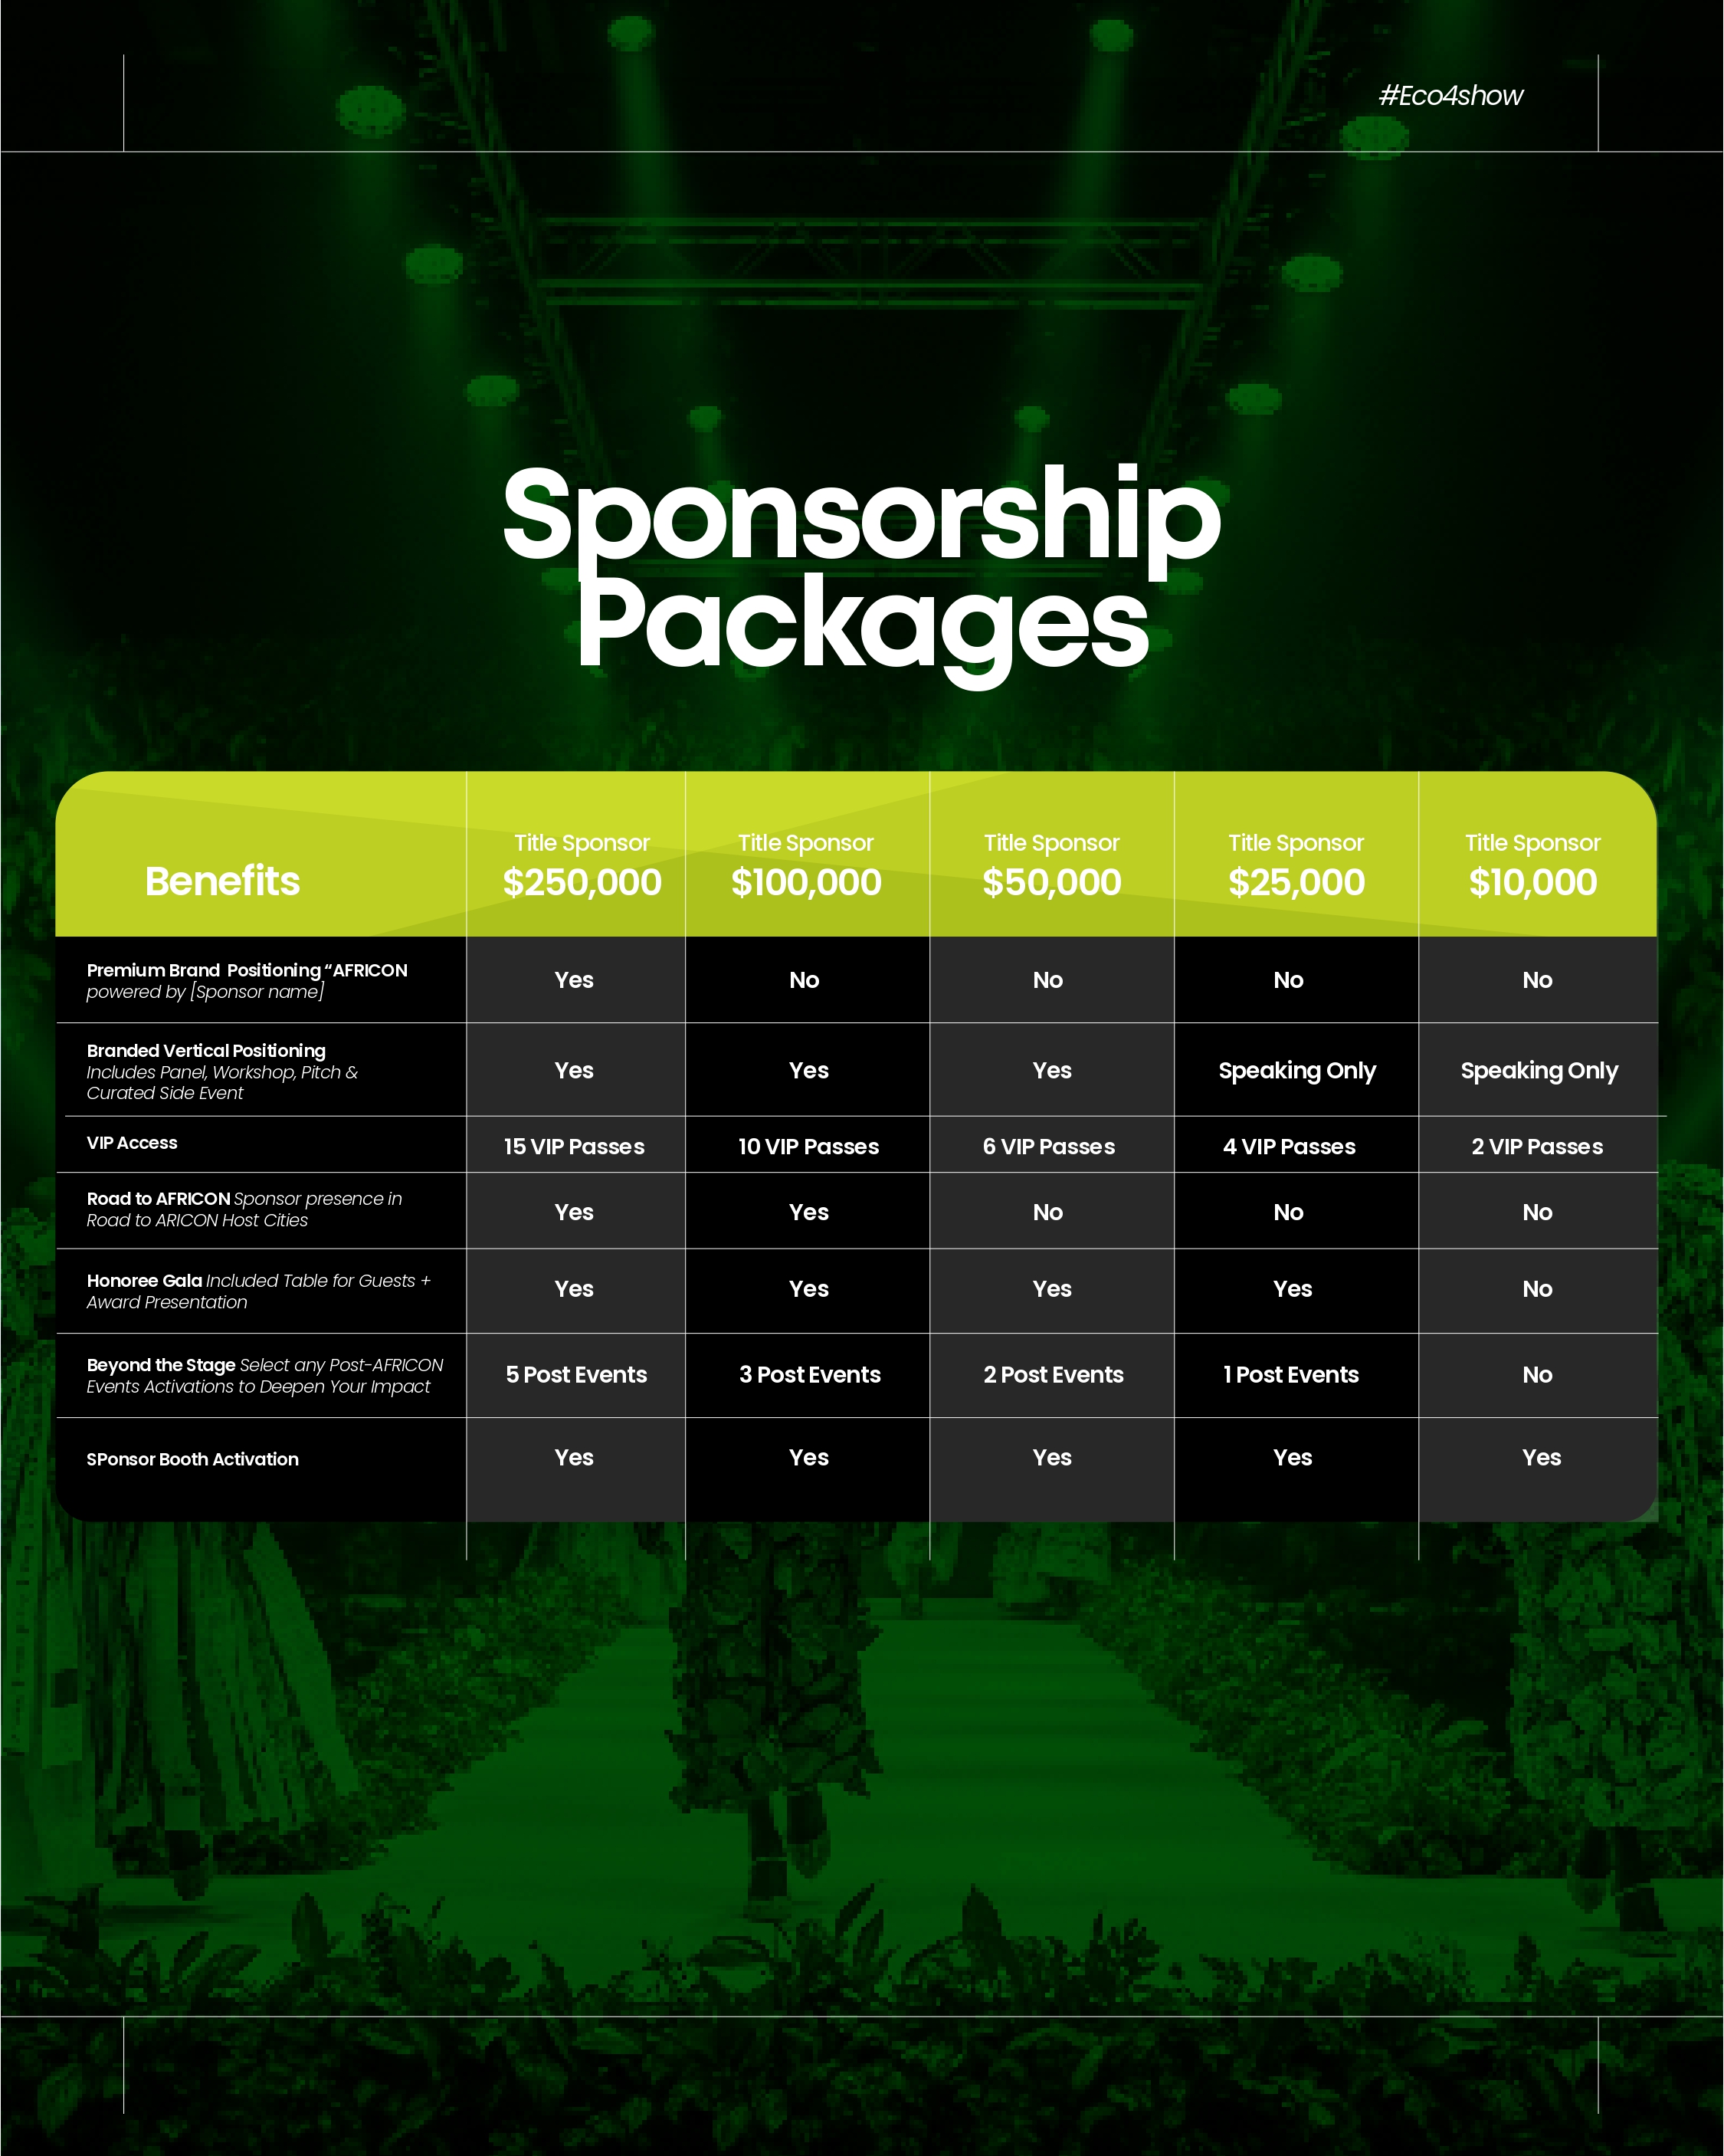 #Eco4show
Sponsorship
Packages
Benefits
Title Sponsor
$250,000
Title Sponsor
$100,000
Title Sponsor
$50,000
Title Sponsor
$25,000
Title Sponsor
$10,000
Premium Brand Positioning “AFRICON
powered by [Sponsor name]
Yes
No
No
No
No
Branded Vertical Positioning
Includes Panel, Workshop, Pitch &
Curated Side Event
Yes
Yes
Yes
Speaking Only
Speaking Only
VIP Access
15 VIP Passes
10 VIP Passes
6 VIP Passes
4 VIP Passes
2 VIP Passes
Road to AFRICON Sponsor presence in
Road to ARICON Host Cities
Yes
Yes
No
No
No
Honoree Gala Included Table for Guests +
Award Presentation
Yes
Yes
Yes
Yes
No
Beyond the Stage Select any Post-AFRICON
Events Activations to Deepen Your Impact
5 Post Events
3 Post Events
2 Post Events
1 Post Events
No
SPonsor Booth Activation
Yes
Yes
Yes
Yes
Yes